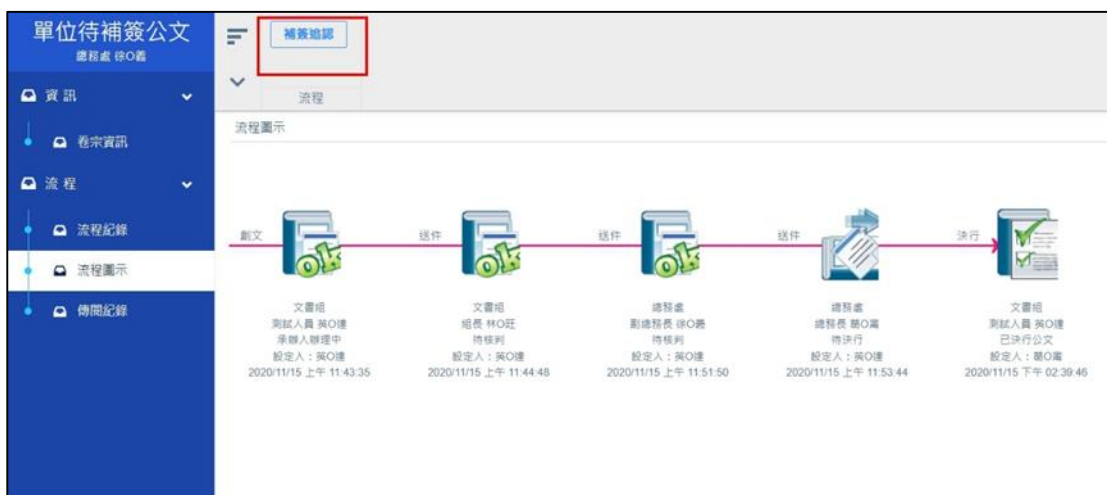 單位待補簽公文
總務處 徐O義
補簽追認
流程
資訊
卷宗資訊
流程
流程紀錄
流程圖示
傳閱紀錄
流程圖示
創文
送件
送件
送件
決行
文書組
測試人員 英O達
承辦人辦理中
設定人：英O達
2020/11/15 上午 11:43:35
文書組
組長 林O旺
待核判
設定人：英O達
2020/11/15 上午 11:44:48
總務處
副總務長 徐O義
待核判
設定人：英O達
2020/11/15 上午 11:51:50
總務處
總務長
待決行
設定人：英O達
2020/11/15 上午 11:53:44
文書組
測試人員 英O達
已決行公文
設定人：
2020/11/15 下午 02:39:46